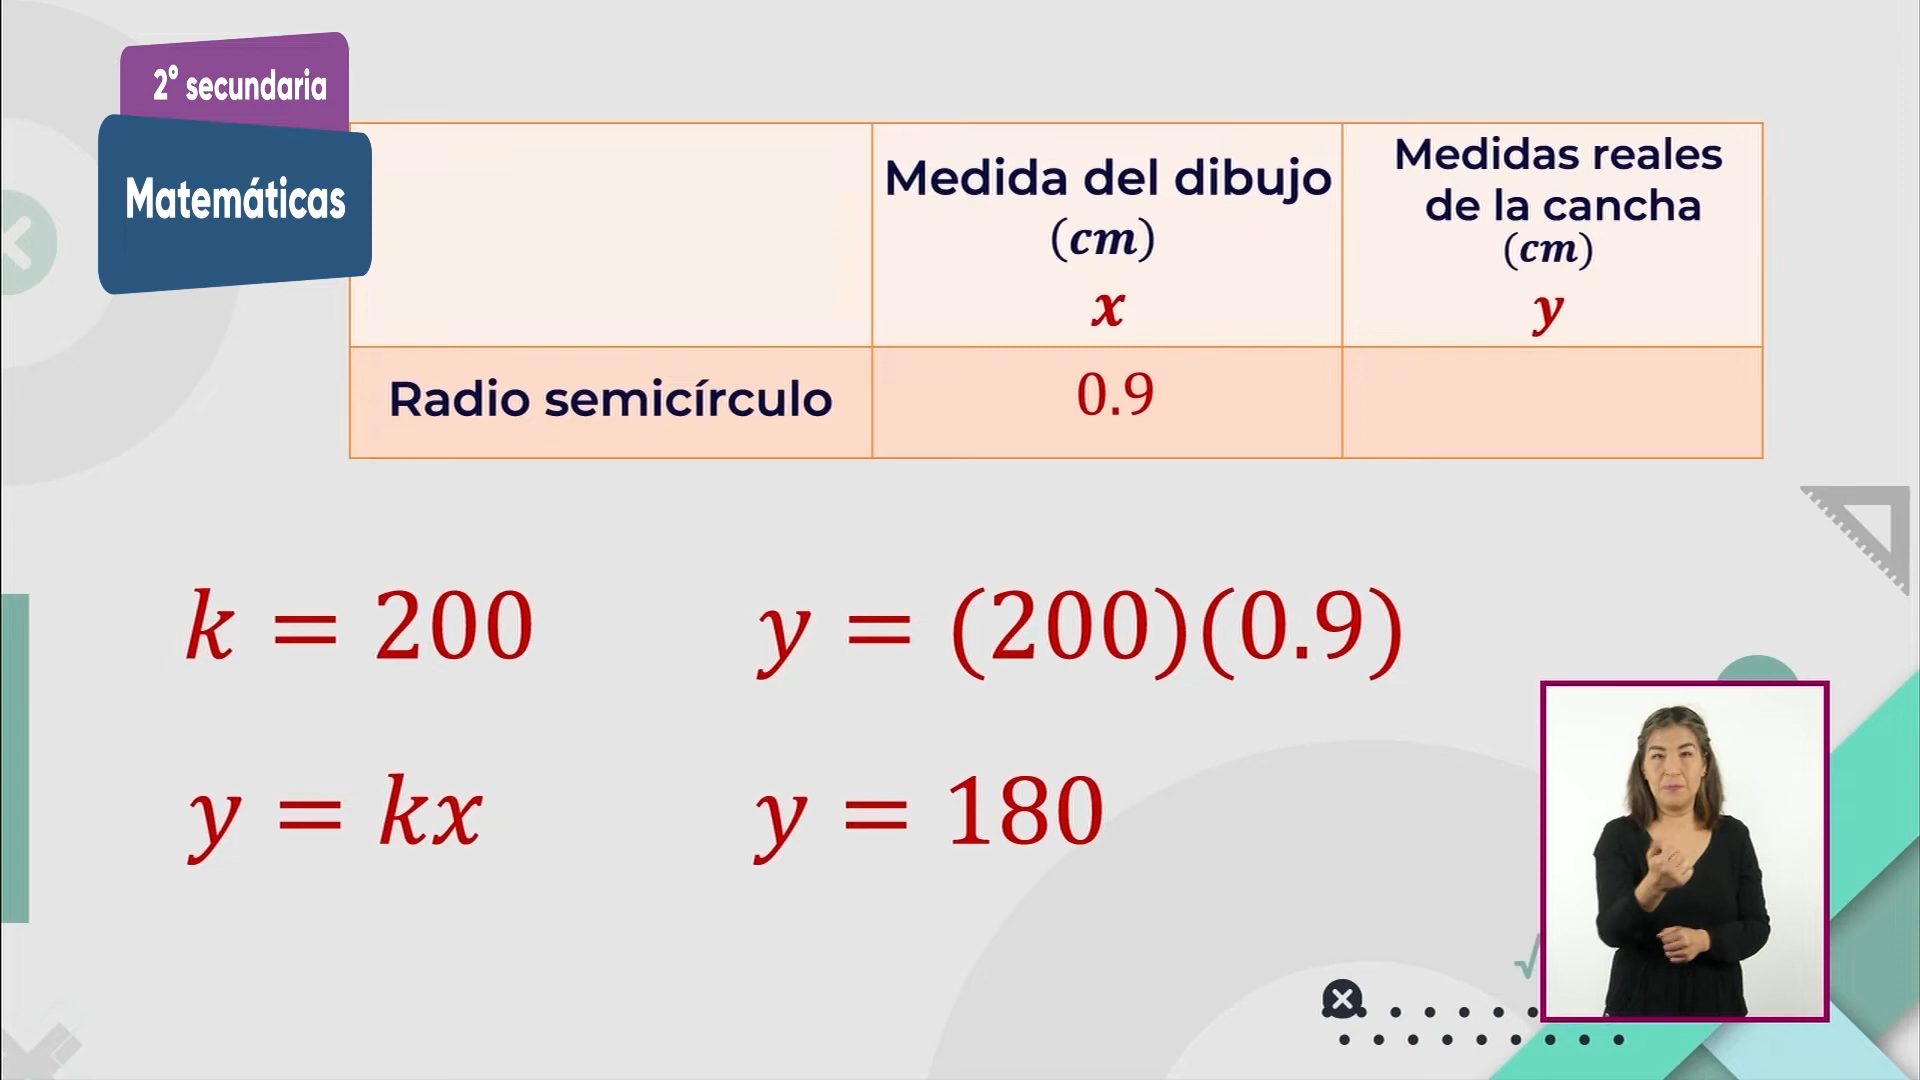 2° secundaria
Matemáticas
Medida del dibujo
(cm)
x
Medidas reales
de la cancha
(cm)
y
Radio semicírculo
0.9
k = 200
y = (200)(0.9)
y = kx
y = 180